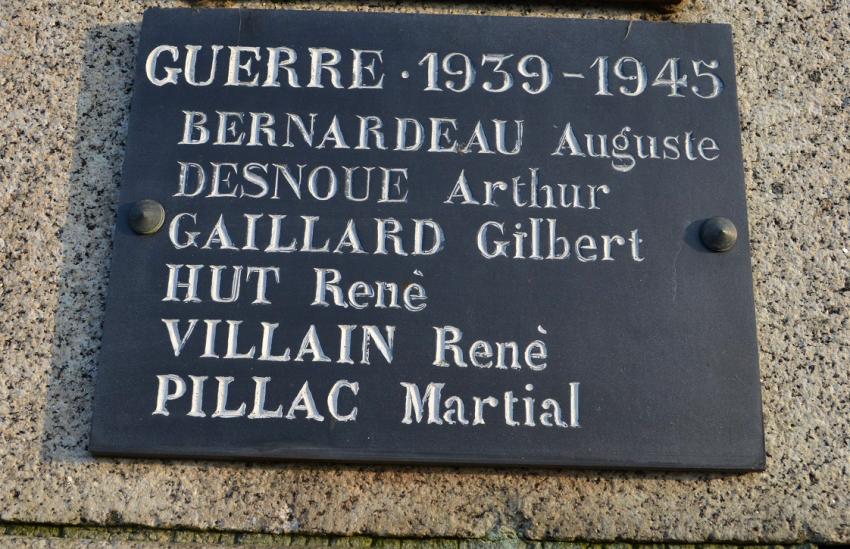 GUERRE · 1939-1945
BERNARDEAU Auguste
DESNOUE Arthur
GAILLARD Gilbert
HUT Renè
VILLAIN Renè
PILLAC Martial